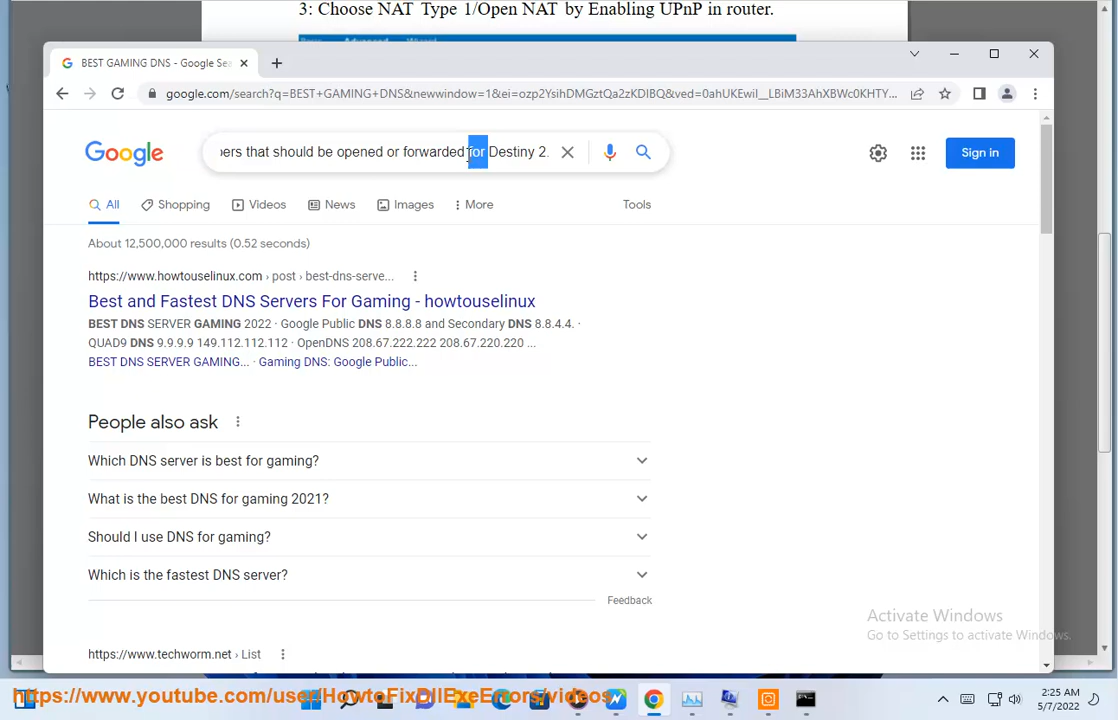 3: Choose NAT Type 1/Open NAT by Enabling UPnP in router.
BEST GAMING DNS - Google Sea
google.com/search?q=BEST+GAMING+DNS&newwindow=1&ei=ozp2YsihDMGztQa2zKDIBQ&ved=0ahUKEwil__LBiM33AhXBWc0KHTY...
Google
pers that should be opened or forwarded for Destiny 2.
Sign in
All Shopping Videos News Images More Tools
About 12,500,000 results (0.52 seconds)
https://www.howtouselinux.com › post › best-dns-serve...
Best and Fastest DNS Servers For Gaming - howtouselinux
BEST DNS SERVER GAMING 2022 · Google Public DNS 8.8.8.8 and Secondary DNS 8.8.4.4. ·
QUAD9 DNS 9.9.9.9 149.112.112.112 · OpenDNS 208.67.222.222 208.67.220.220 ...
BEST DNS SERVER GAMING... · Gaming DNS: Google Public...
People also ask
Which DNS server is best for gaming?
What is the best DNS for gaming 2021?
Should I use DNS for gaming?
Which is the fastest DNS server?
Feedback
Activate Windows
Go to Settings to activate Windows.
https://www.techworm.net › List
https://www.youtube.com/user/HowtoFixDllExeErrors/videos
2:25 AM
5/7/2022